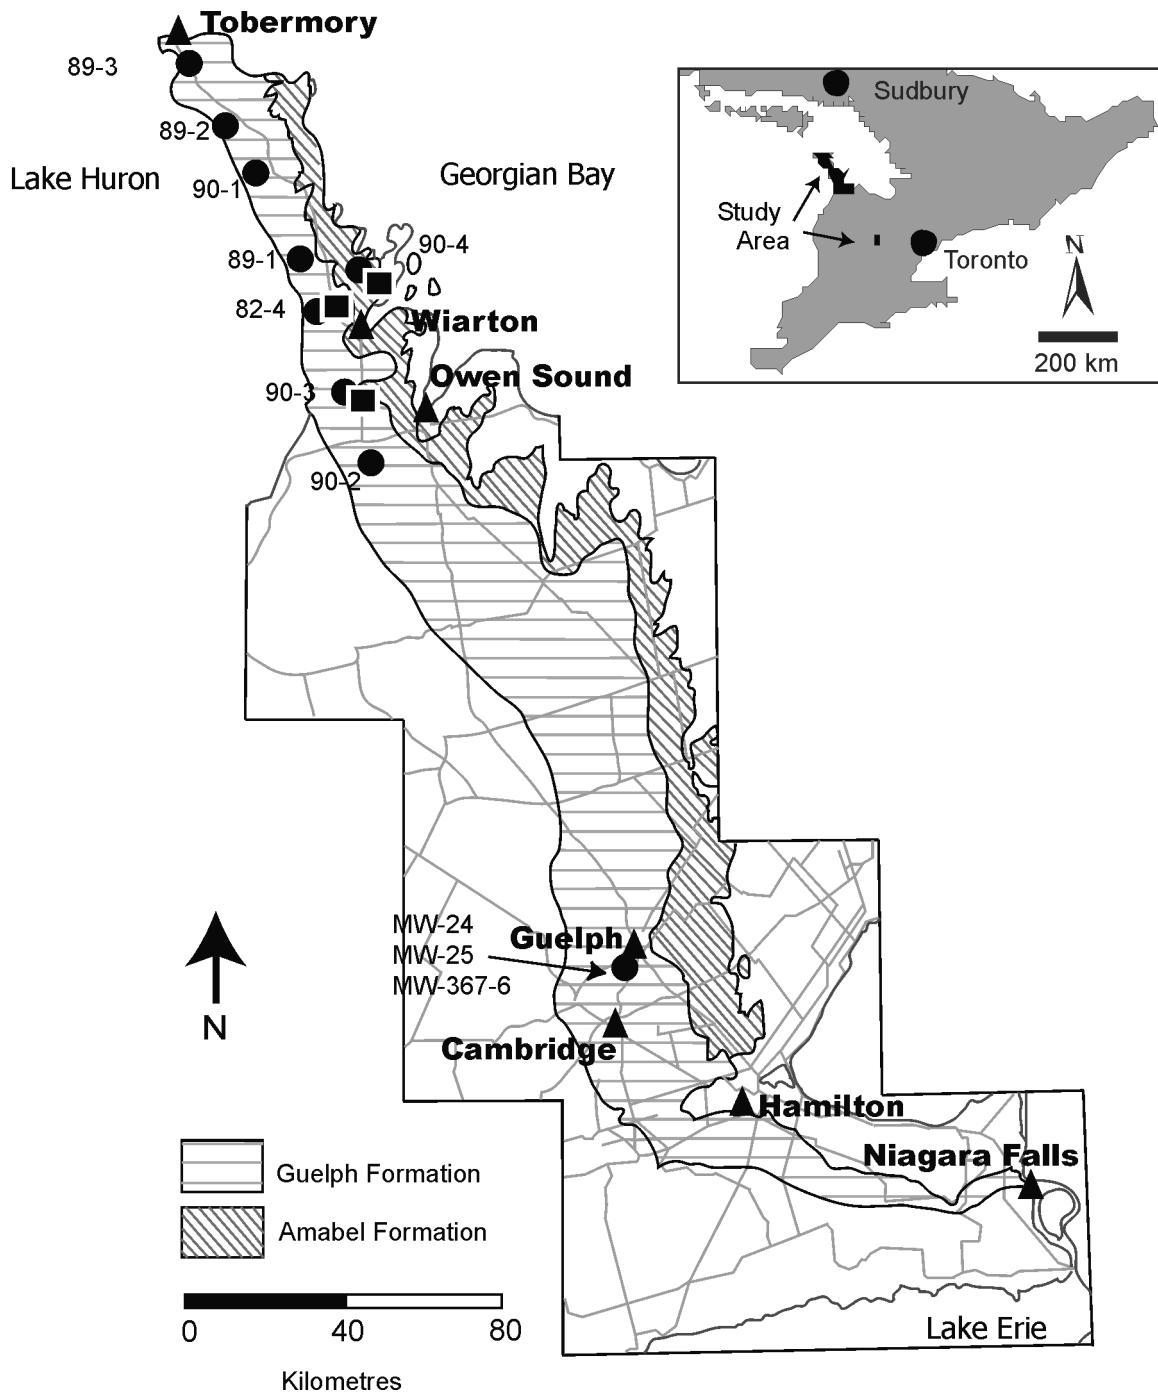 Tobermory
89-3
Sudbury
89-2
Lake Huron
90-1
Georgian Bay
Study
Area
90-4
89-1
N
Toronto
82-4
Wiarton
200 km
Owen Sound
90-3
90-2
MW-24
MW-25
MW-367-6
Guelph
N
Cambridge
Hamilton
Niagara Falls
Guelph Formation
Amabel Formation
0 40 80
Kilometres
Lake Erie